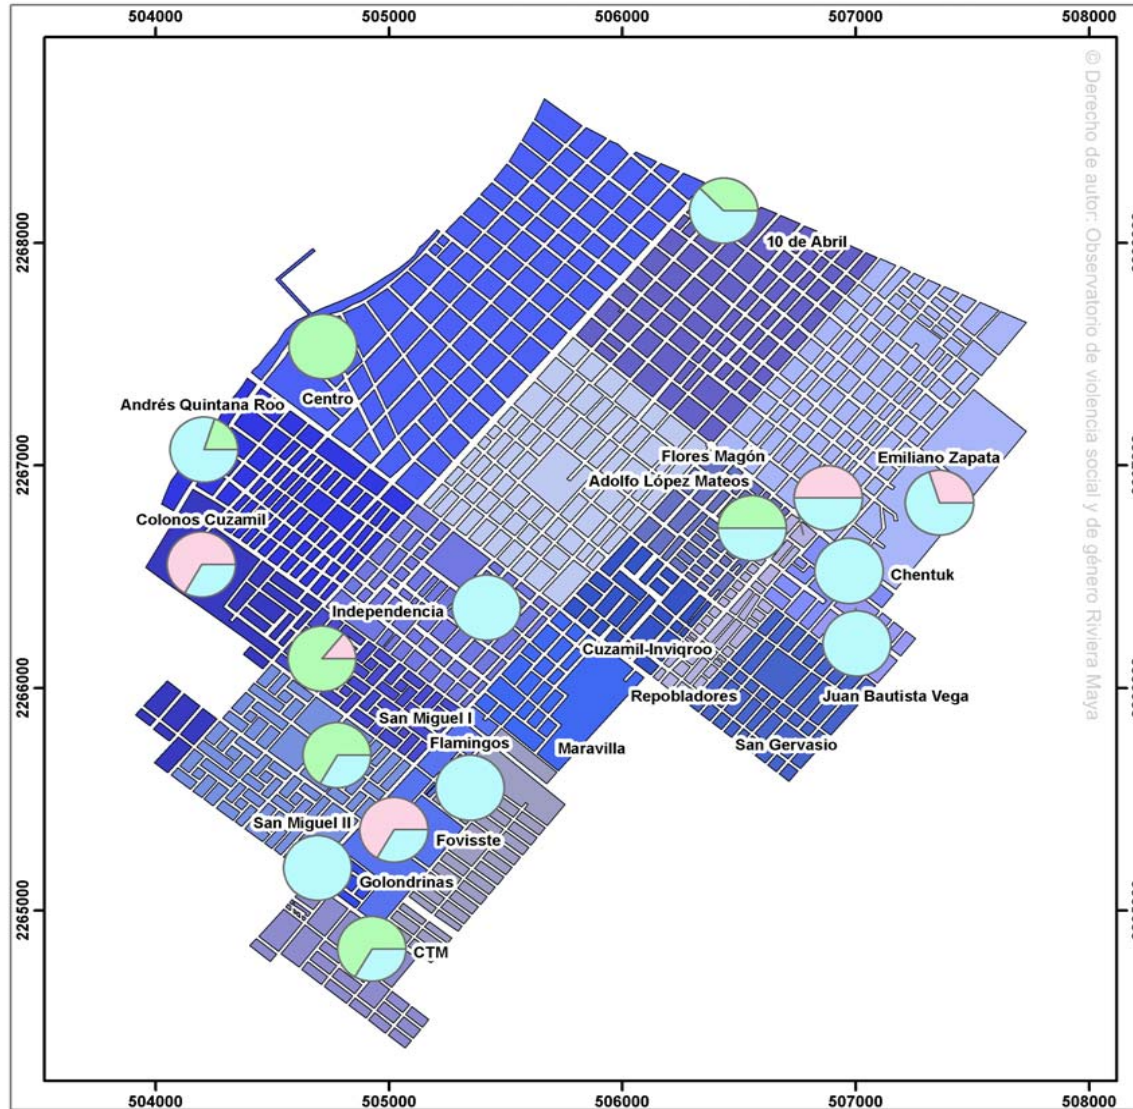 504000 505000 506000 507000 508000
© Derecho de autor: Observatorio de violencia social y de género Riviera Maya
2268000
10 de Abril
Centro
Andrés Quintana Roo
2267000
Flores Magón
Emiliano Zapata
Adolfo López Mateos
Colonos Cuzamil
Chentuk
Independencia
Cuzamil-Inviqroo
2266000
Repobladores
Juan Bautista Vega
San Miguel I
Flamingos
Maravilla
San Gervasio
San Miguel II
Fovisste
Golondrinas
2265000
CTM
504000 505000 506000 507000 508000